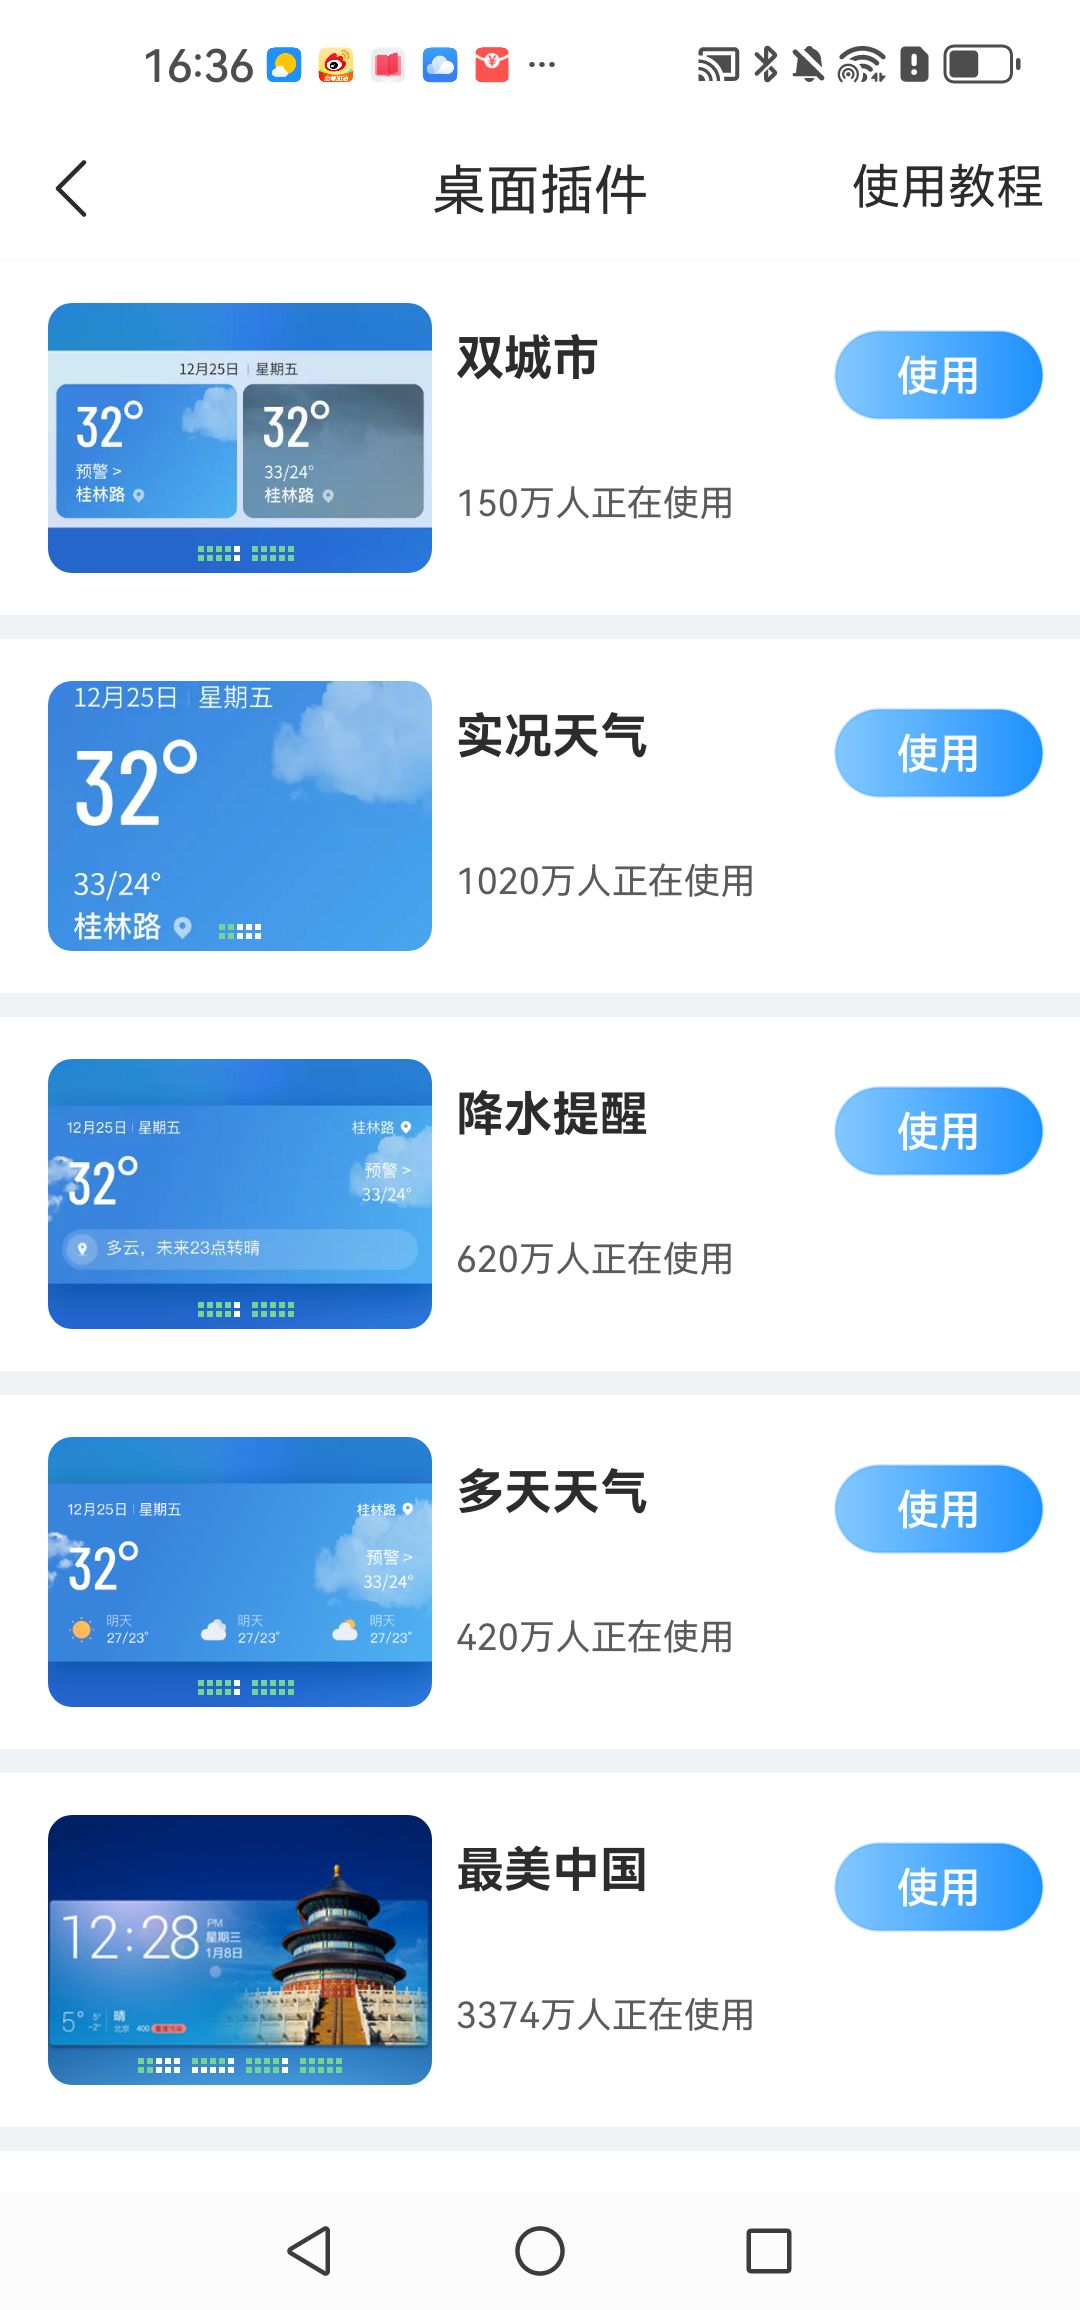 16:36
桌面插件
使用教程
12月25日 星期五
32°
预警 >
桂林路
32°
33/24°
桂林路
双城市
使用
150万人正在使用
12月25日 星期五
32°
33/24°
桂林路
实况天气
使用
1020万人正在使用
12月25日 星期五
桂林路
32°
预警 >
33/24°
多云，未来23点转晴
降水提醒
使用
620万人正在使用
12月25日 星期五
桂林路
32°
预警 >
33/24°
明天
27/23°
明天
27/23°
明天
27/23°
多天天气
使用
420万人正在使用
12:28
PM
星期三
1月8日
5°
5°
-2°
晴
北京
400
重度污染
最美中国
使用
3374万人正在使用